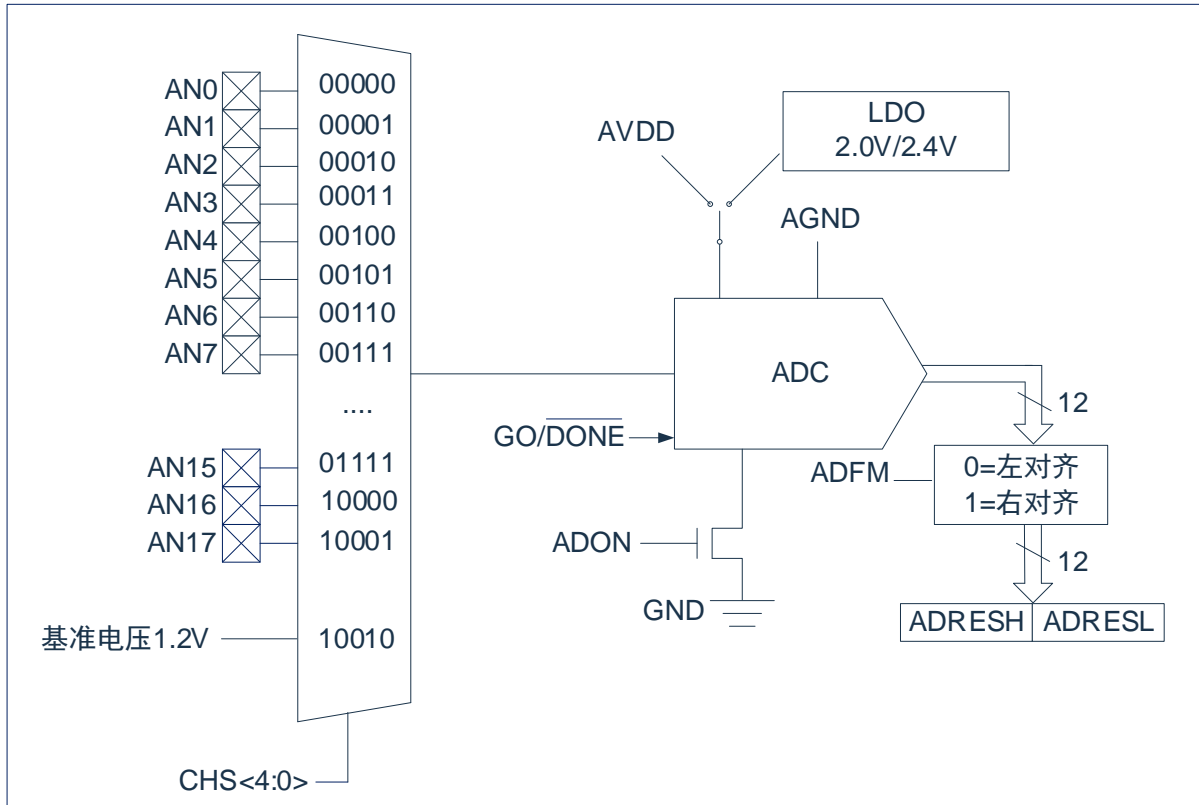 AN0
00000
AN1
00001
AN2
00010
AN3
00011
AN4
00100
AN5
00101
AN6
00110
AN7
00111
....
AN15
01111
AN16
10000
AN17
10001
基准电压1.2V
10010
CHS<4:0>
AVDD
LDO
2.0V/2.4V
AGND
ADC
GO/DONE
12
ADFM
0=左对齐
1=右对齐
ADON
12
GND
ADRESH
ADRESL